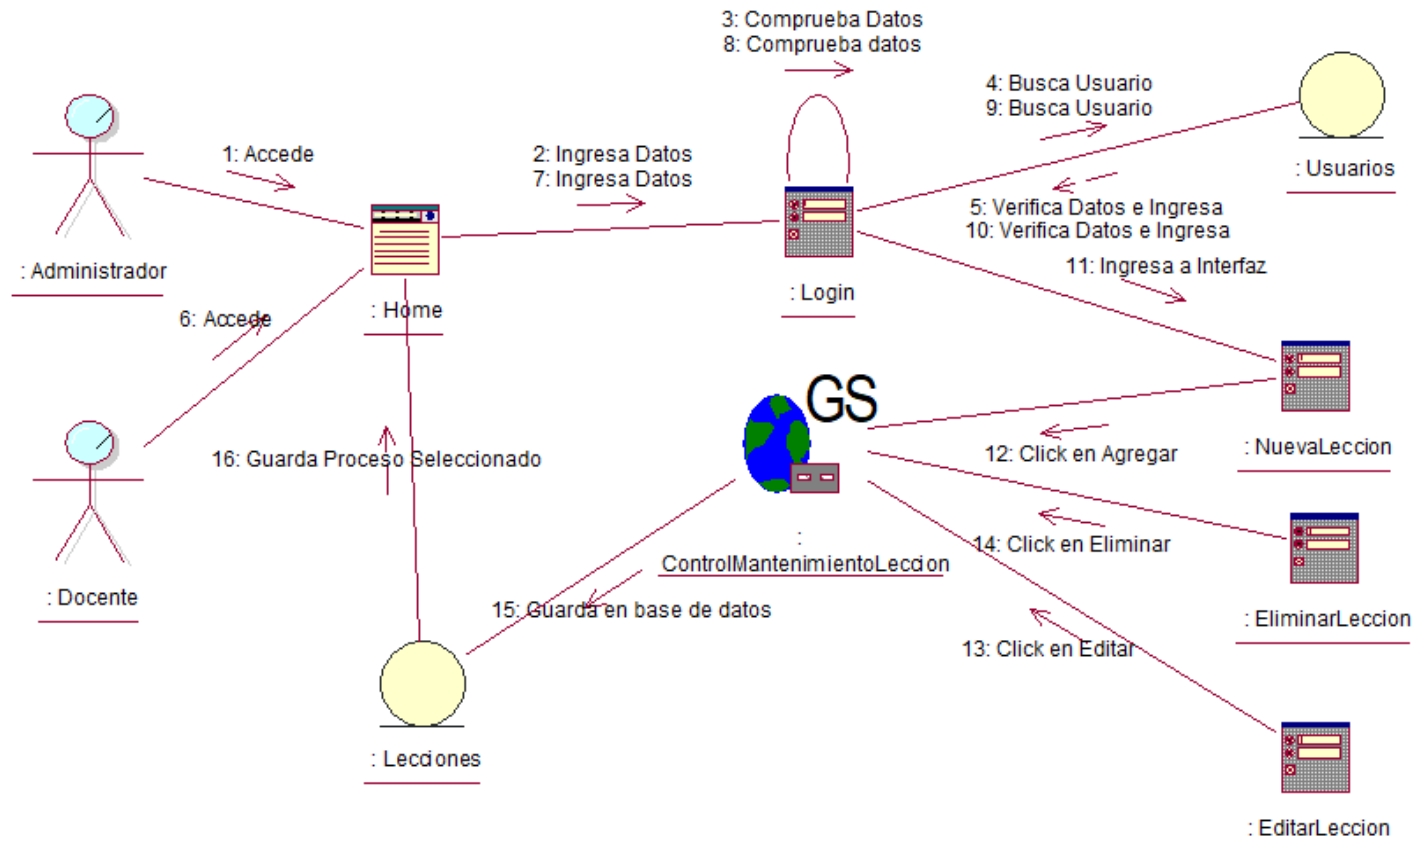 3: Comprueba Datos
8: Comprueba datos
4: Busca Usuario
9: Busca Usuario
1: Accede
2: Ingresa Datos
7: Ingresa Datos
: Usuarios
5: Verifica Datos e Ingresa
10: Verifica Datos e Ingresa
: Administrador
11: Ingresa a Interfaz
: Login
: Home
6: Accede
GS
16: Guarda Proceso Seleccionado
12: Click en Agregar
: NuevaLeccion
:
ControlMantenimientoLeccion
14: Click en Eliminar
: Docente
15: Guarda en base de datos
: EliminarLeccion
13: Click en Editar
: Lecciones
: EditarLeccion